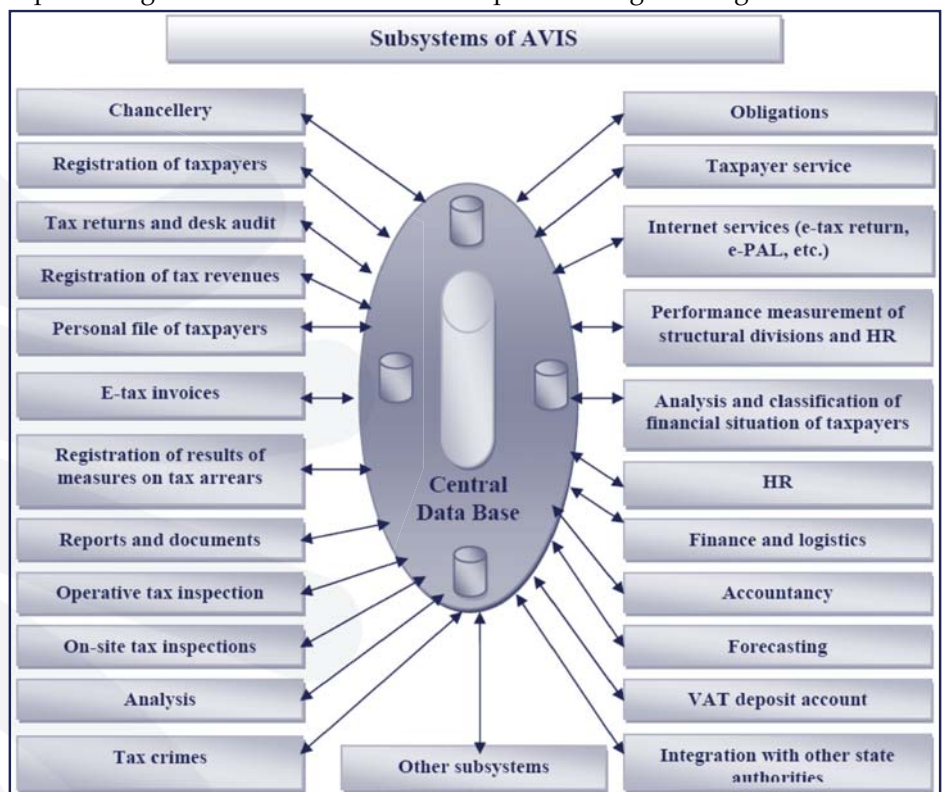 Subsystems of AVIS
Chancellery
Registration of taxpayers
Tax returns and desk audit
Registration of tax revenues
Personal file of taxpayers
E-tax invoices
Registration of results of
measures on tax arrears
Reports and documents
Operative tax inspection
On-site tax inspections
Analysis
Tax crimes
Central
Data Base
Other subsystems
Obligations
Taxpayer service
Internet services (e-tax return,
e-PAL, etc.)
Performance measurement of
structural divisions and HR
Analysis and classification of
financial situation of taxpayers
HR
Finance and logistics
Accountancy
Forecasting
VAT deposit account
Integration with other state
authorities